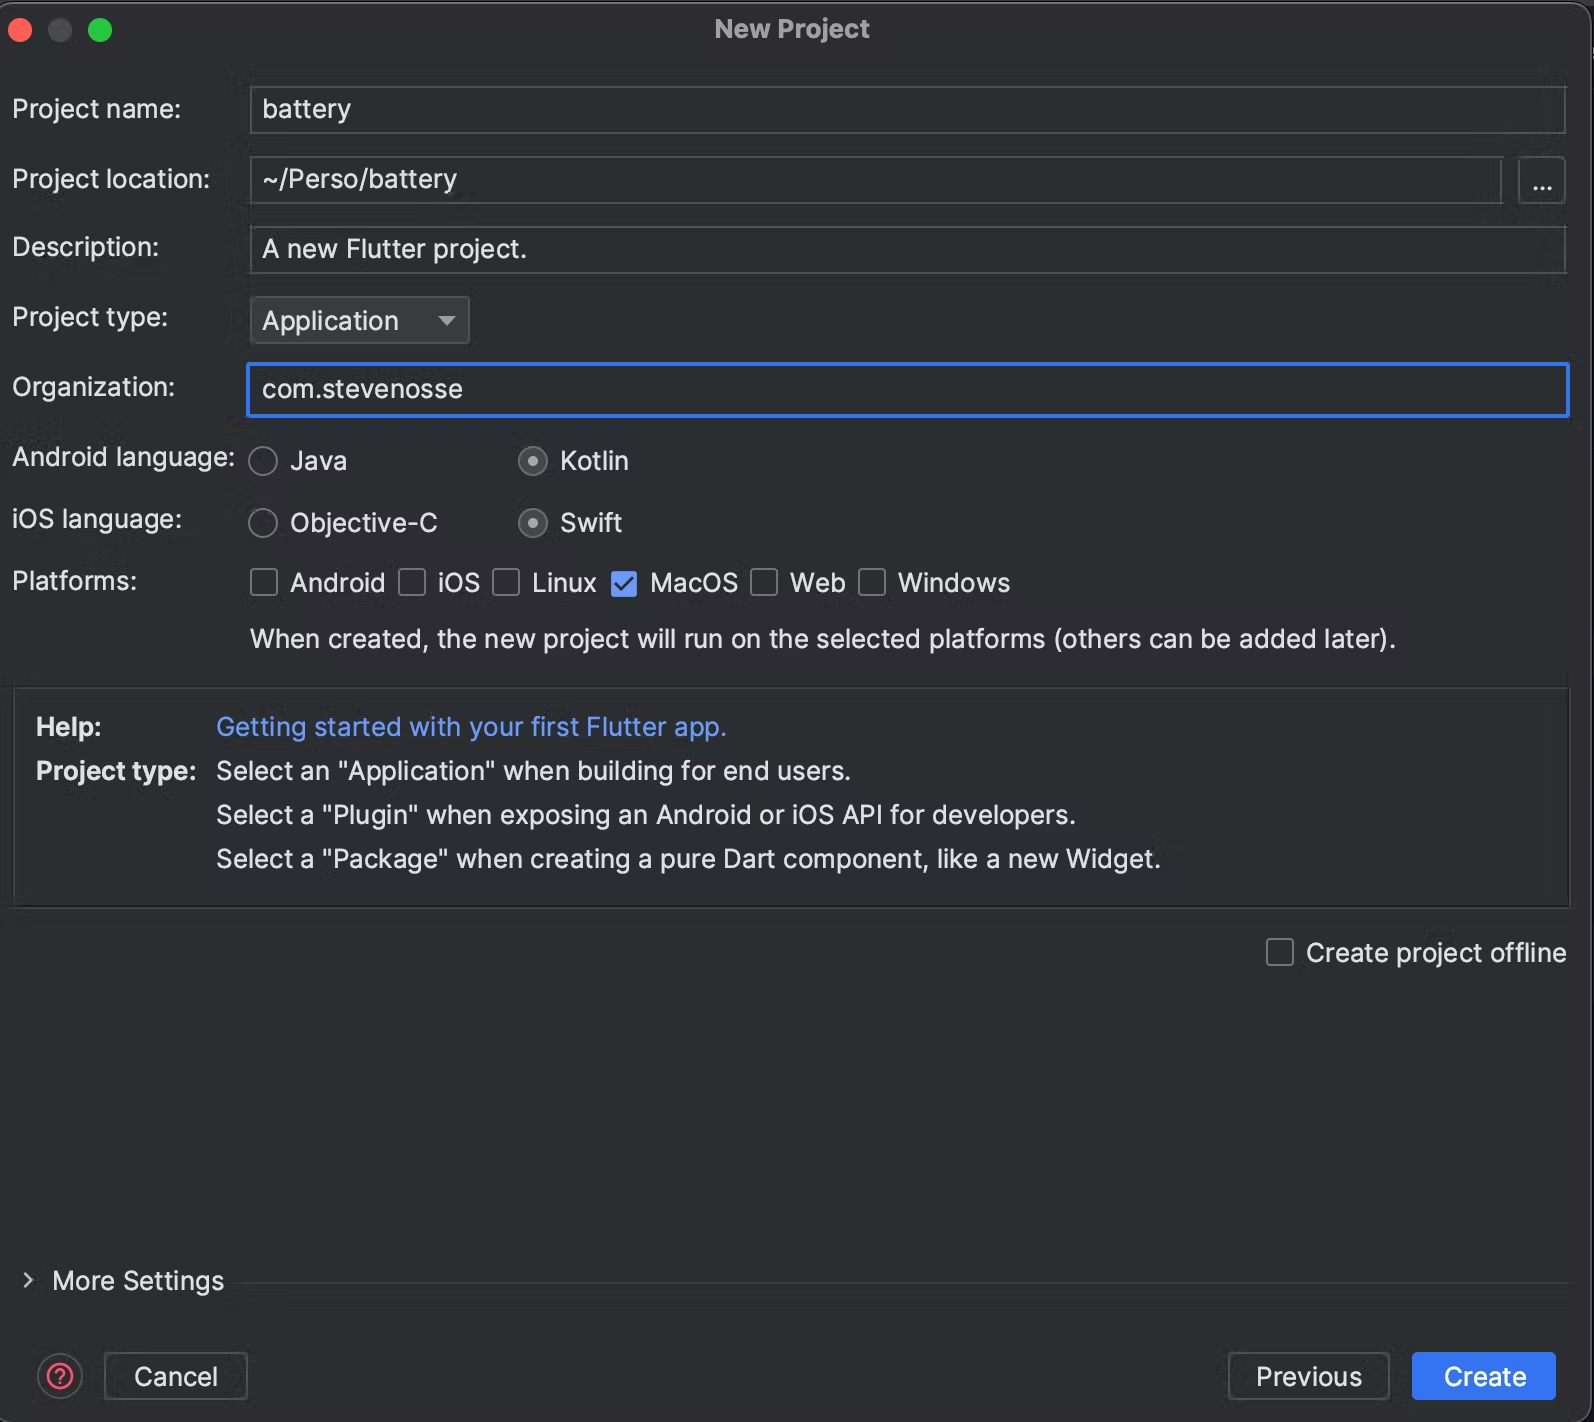 New Project
Project name: battery
Project location: ~/Perso/battery ...
Description: A new Flutter project.
Project type: Application
Organization: com.stevenosse
Android language: Java Kotlin
iOS language: Objective-C Swift
Platforms: Android iOS Linux MacOS Web Windows
When created, the new project will run on the selected platforms (others can be added later).
Help: Getting started with your first Flutter app.
Project type: Select an "Application" when building for end users.
Select a "Plugin" when exposing an Android or iOS API for developers.
Select a "Package" when creating a pure Dart component, like a new Widget.
Create project offline
More Settings
? Cancel Previous Create